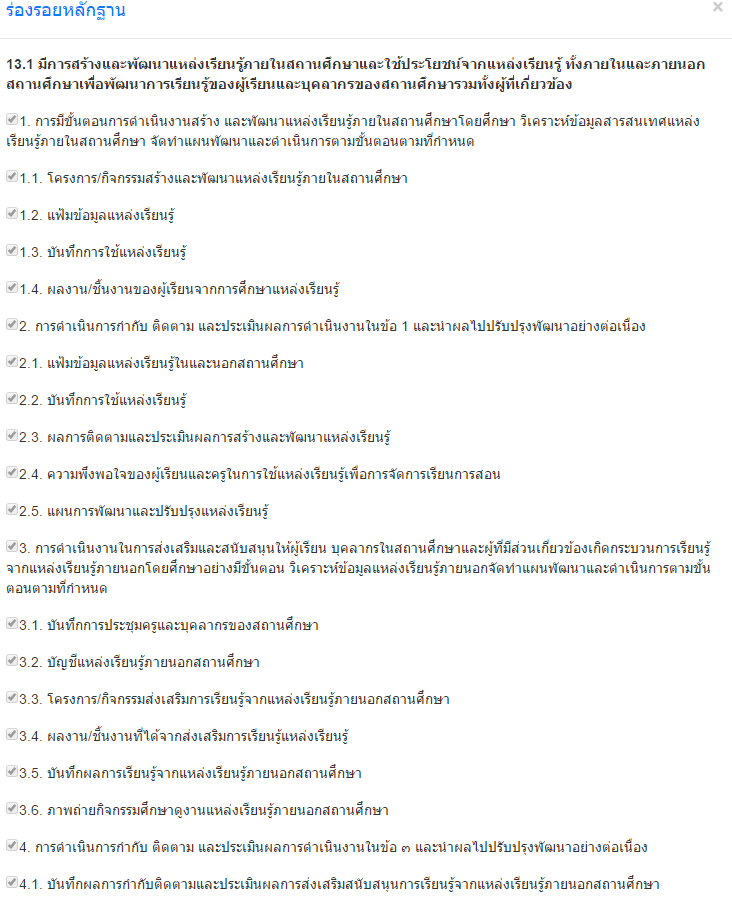 ร่องรอยหลักฐาน
×
13.1 มีการสร้างและพัฒนาแหล่งเรียนรู้ภายในสถานศึกษาและใช้ประโยชน์จากแหล่งเรียนรู้ ทั้งภายในและภายนอก
สถานศึกษาเพื่อพัฒนาการเรียนรู้ของผู้เรียนและบุคลากรของสถานศึกษารวมทั้งผู้ที่เกี่ยวข้อง
1. การมีขั้นตอนการดำเนินงานสร้าง และพัฒนาแหล่งเรียนรู้ภายในสถานศึกษาโดยศึกษา วิเคราะห์ข้อมูลสารสนเทศแหล่ง
เรียนรู้ภายในสถานศึกษา จัดทำแผนพัฒนาและดำเนินการตามขั้นตอนตามที่กำหนด
1.1. โครงการ/กิจกรรมสร้างและพัฒนาแหล่งเรียนรู้ภายในสถานศึกษา
1.2. แฟ้มข้อมูลแหล่งเรียนรู้
1.3. บันทึกการใช้แหล่งเรียนรู้
1.4. ผลงาน/ชิ้นงานของผู้เรียนจากการศึกษาแหล่งเรียนรู้
2. การดำเนินการกำกับ ติดตาม และประเมินผลการดำเนินงานในข้อ 1 และนำผลไปปรับปรุงพัฒนาอย่างต่อเนื่อง
2.1. แฟ้มข้อมูลแหล่งเรียนรู้ในและนอกสถานศึกษา
2.2. บันทึกการใช้แหล่งเรียนรู้
2.3. ผลการติดตามและประเมินผลการสร้างและพัฒนาแหล่งเรียนรู้
2.4. ความพึงพอใจของผู้เรียนและครูในการใช้แหล่งเรียนรู้เพื่อการจัดการเรียนการสอน
2.5. แผนการพัฒนาและปรับปรุงแหล่งเรียนรู้
3. การดำเนินงานในการส่งเสริมและสนับสนุนให้ผู้เรียน บุคลากรในสถานศึกษาและผู้ที่มีส่วนเกี่ยวข้องเกิดกระบวนการเรียนรู้
จากแหล่งเรียนรู้ภายนอกโดยศึกษาอย่างมีขั้นตอน วิเคราะห์ข้อมูลแหล่งเรียนรู้ภายนอกจัดทำแผนพัฒนาและดำเนินการตามขั้น
ตอนตามที่กำหนด
3.1. บันทึกการประชุมครูและบุคลากรของสถานศึกษา
3.2. บัญชีแหล่งเรียนรู้ภายนอกสถานศึกษา
3.3. โครงการ/กิจกรรมส่งเสริมการเรียนรู้จากแหล่งเรียนรู้ภายนอกสถานศึกษา
3.4. ผลงาน/ชิ้นงานที่ได้จากส่งเสริมการเรียนรู้แหล่งเรียนรู้
3.5. บันทึกผลการเรียนรู้จากแหล่งเรียนรู้ภายนอกสถานศึกษา
3.6. ภาพถ่ายกิจกรรมศึกษาดูงานแหล่งเรียนรู้ภายนอกสถานศึกษา
4. การดำเนินการกำกับ ติดตาม และประเมินผลการดำเนินงานในข้อ ๓ และนำผลไปปรับปรุงพัฒนาอย่างต่อเนื่อง
4.1. บันทึกผลการกำกับติดตามและประเมินผลการส่งเสริมสนับสนุนการเรียนรู้จากแหล่งเรียนรู้ภายนอกสถานศึกษา